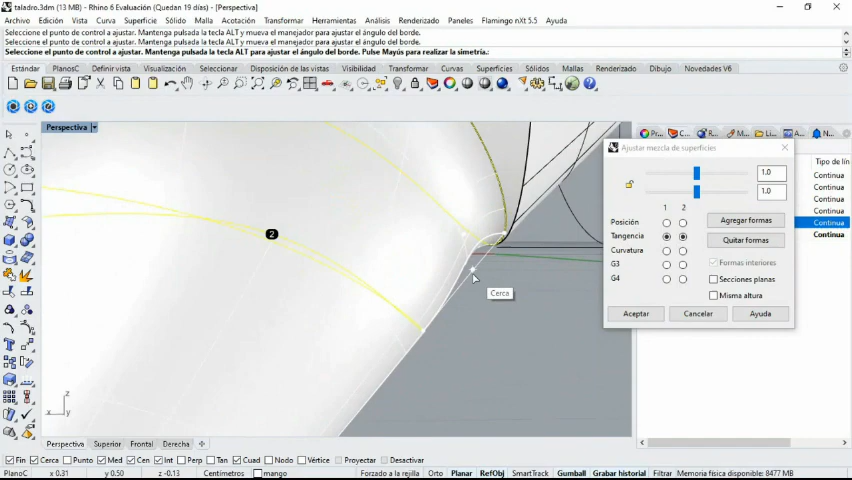 taladro.3dm (13 MB) - Rhino 6 Evaluación (Quedan 19 días) - [Perspectiva]
Archivo Edición Vista Curva Superficie Sólido Malla Acotación Transformar Herramientas Análisis Renderizado Paneles Flamingo nXt 5.5 Ayuda
Seleccione el punto de control a ajustar. Mantenga pulsada la tecla ALT y mueva el manejador para ajustar el ángulo del borde.
Seleccione el punto de control a ajustar. Mantenga pulsada la tecla ALT y mueva el manejador para ajustar el ángulo del borde.
Seleccione el punto de control a ajustar. Mantenga pulsada la tecla ALT para ajustar el ángulo del borde. Pulse Mayús para realizar la simetría.:
Estándar PlanosC Definir vista Visualización Seleccionar Disposición de las vistas Visibilidad Transformar Curvas Superficies Sólidos Mallas Renderizado Dibujo Novedades V6
Perspectiva
Pr... C... R... M... Li... A... N...
Ajustar mezcla de superficies
Tipo de lín
1.0
Continua
1.0
Continua
Continua
1 2
Continua
Posición
Agregar formas
Continua
Tangencia
Continua
2
Quitar formas
Curvatura
G3
Formas interiores
G4
Secciones planas
Cerca
Misma altura
Aceptar Cancelar Ayuda
z
x y
Perspectiva Superior Frontal Derecha
Fin Cerca Punto Med Cen Int Perp Tan Cuad Nodo Vértice Proyectar Desactivar
PlanoC x 0.31 y 0.50 z -0.13 Centímetros mango Forzado a la rejilla Orto Planar RefObj SmartTrack Gumball Grabar historial Filtrar Memoria física disponible: 8477 MB